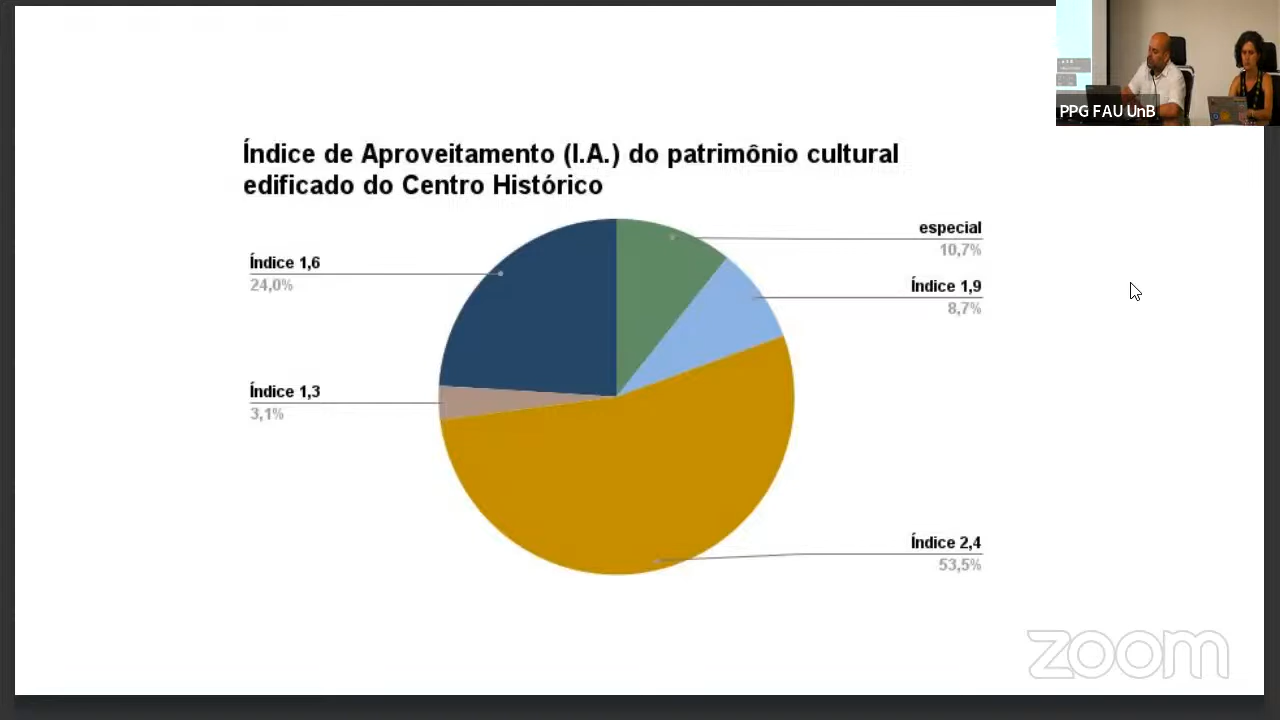 PPG FAU UnB
Índice de Aproveitamento (I.A.) do patrimônio cultural
edificado do Centro Histórico
especial
10,7%
Índice 1,6
24,0%
Índice 1,9
8,7%
Índice 1,3
3,1%
Índice 2,4
53,5%
zoom